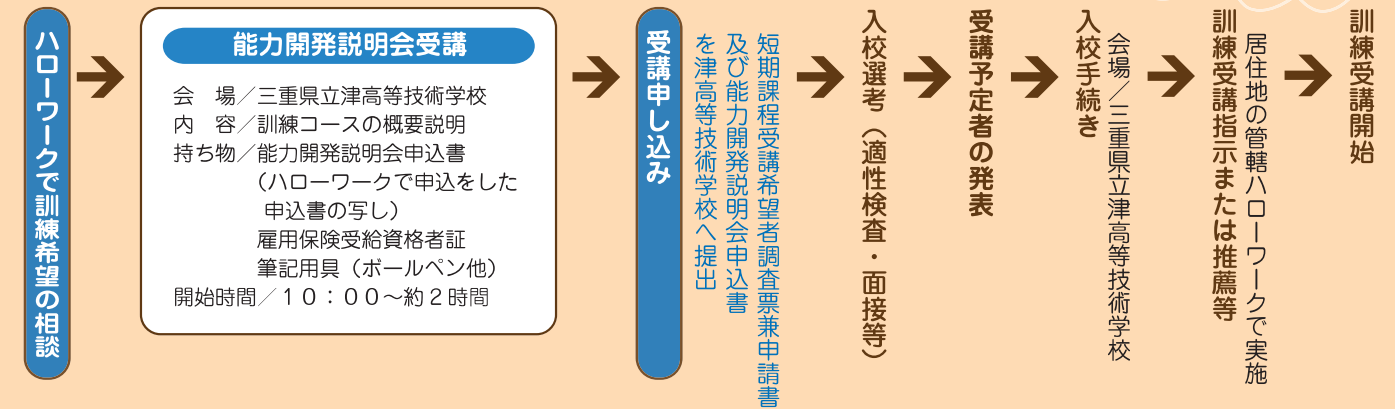 ハローワークで訓練希望の相談
能力開発説明会受講
会　場／三重県立津高等技術学校
内　容／訓練コースの概要説明
持ち物／能力開発説明会申込書
（ハローワークで申込をした
申込書の写し）
雇用保険受給資格者証
筆記用具（ボールペン他）
開始時間／１０：００～約２時間
受講申し込み
短期課程受講希望者調査票兼申請書
及び能力開発説明会申込書
を津高等技術学校へ提出
入校選考（適性検査・面接等）
受講予定者の発表
入校手続き
会場／三重県立津高等技術学校
訓練受講指示または推薦等
居住地の管轄ハローワークで実施
訓練受講開始